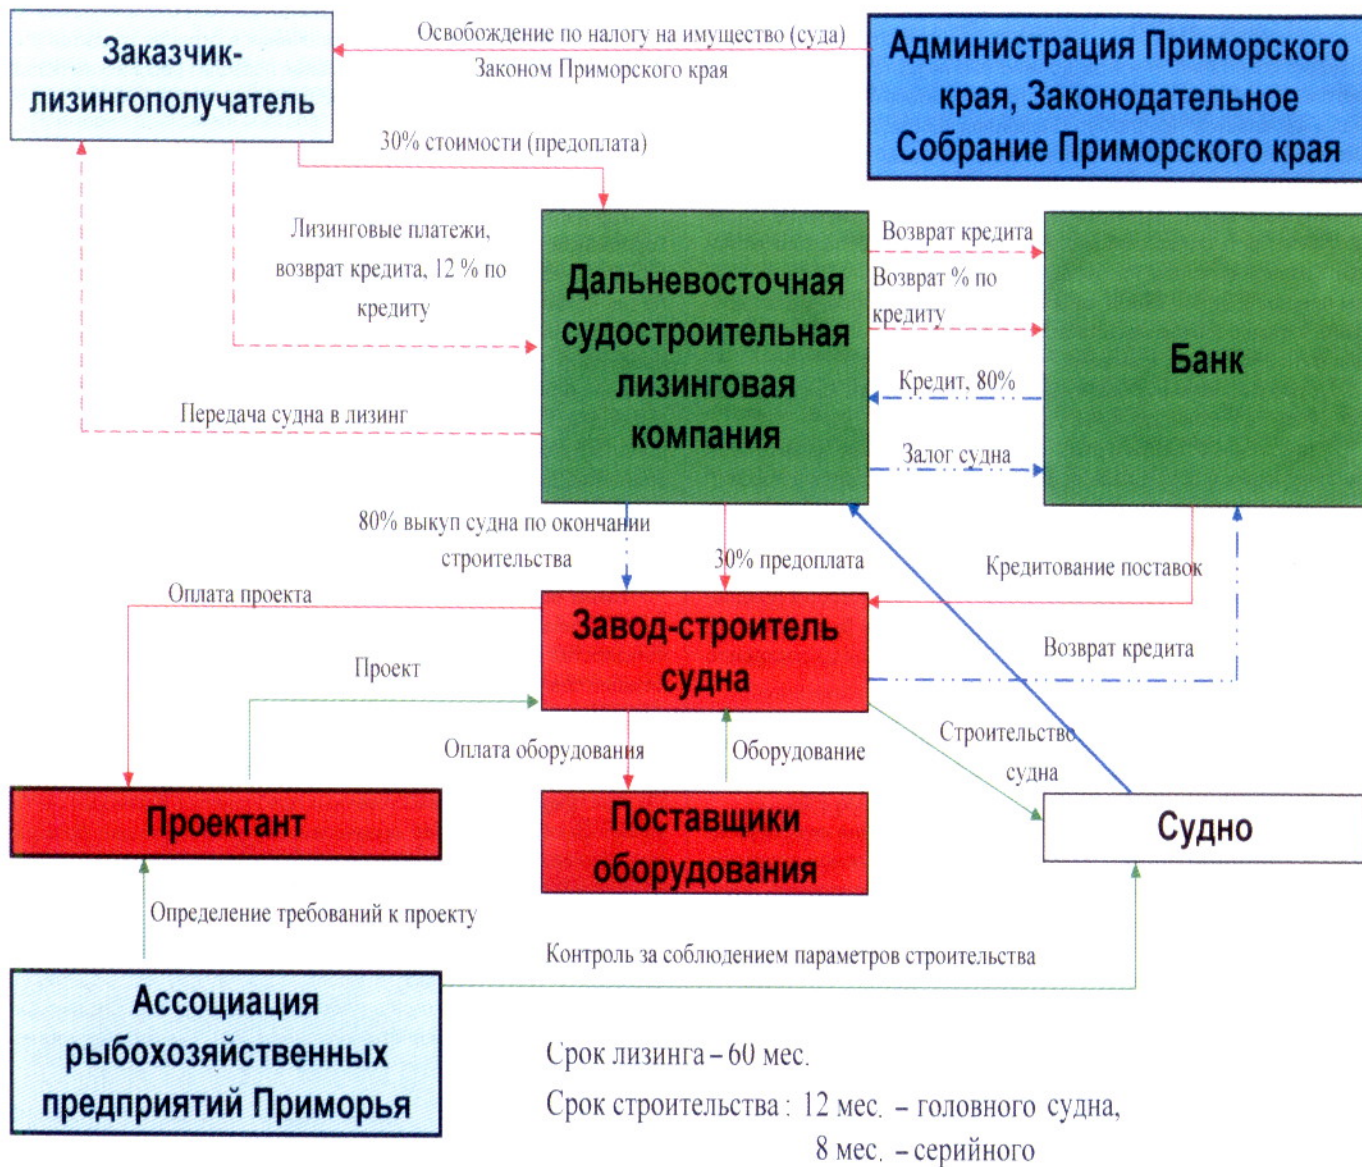 Заказчик-
лизингополучатель
Освобождение по налогу на имущество (суда)
Законом Приморского края
Администрация Приморского
края, Законодательное
Собрание Приморского края
30% стоимости (предоплата)
Лизинговые платежи,
возврат кредита, 12 % по
кредиту
Передача судна в лизинг
Дальневосточная
судостроительная
лизинговая
компания
Возврат кредита
Возврат % по
кредиту
Кредит, 80%
Залог судна
Банк
80% выкуп судна по окончании
строительства
30% предоплата
Кредитование поставок
Оплата проекта
Завод-строитель
судна
Возврат кредита
Проект
Оплата оборудования
Оборудование
Строительство
судна
Проектант
Поставщики
оборудования
Судно
Определение требований к проекту
Контроль за соблюдением параметров строительства
Ассоциация
рыбохозяйственных
предприятий Приморья
Срок лизинга – 60 мес.
Срок строительства : 12 мес. – головного судна,
8 мес. – серийного